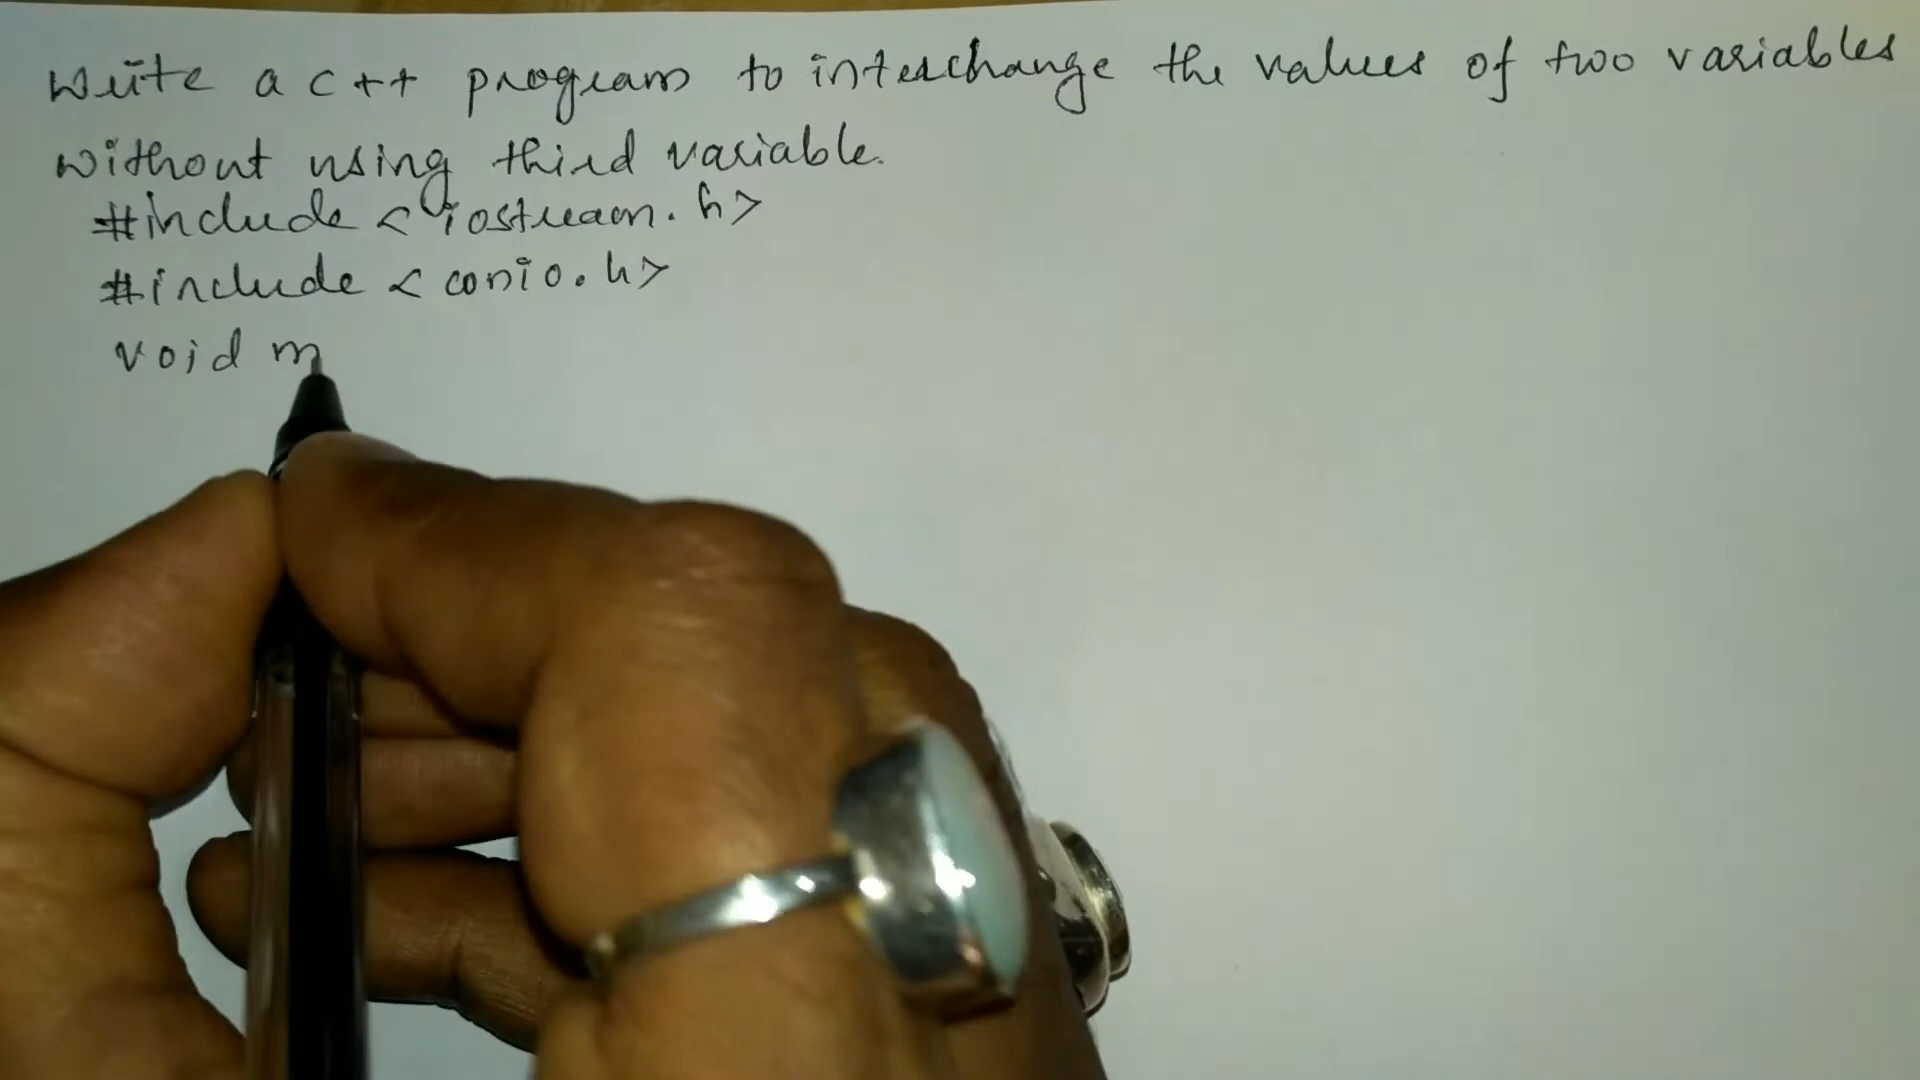 Write a c++ program to interchange the values of two variables
without using third variable.
#include <iostream.h>
#include <conio.h>
void m